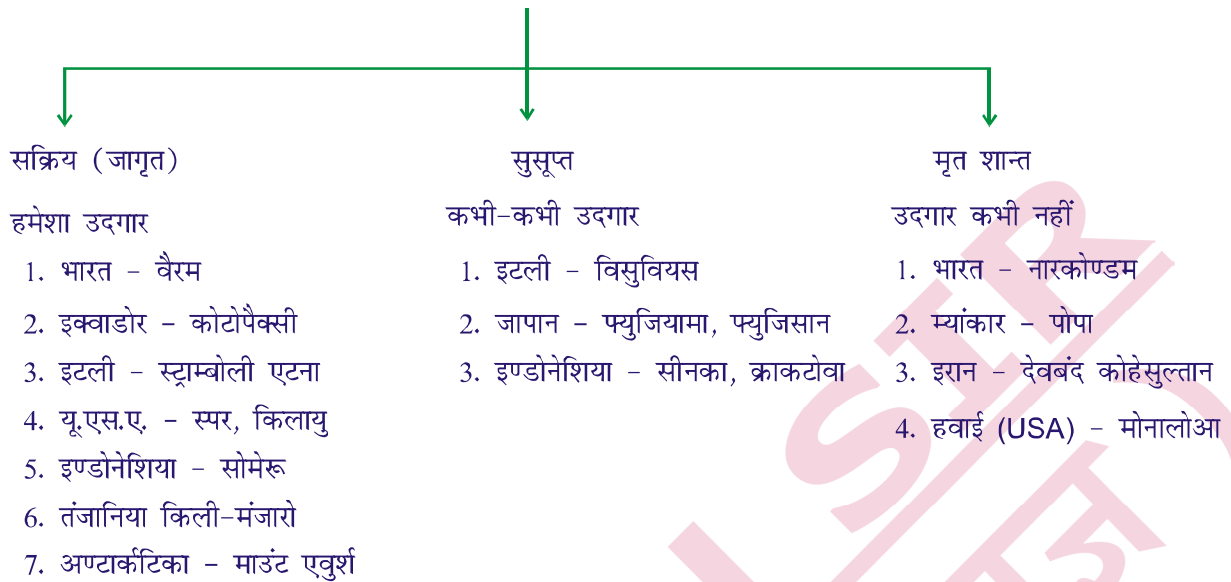 सक्रिय (जागृत)
हमेशा उदगार
1. भारत - वैरम
2. इक्वाडोर - कोटोपैक्सी
3. इटली - स्ट्राम्बोली एटना
4. यू.एस.ए. - स्पर, किलायु
5. इण्डोनेशिया - सोमेरू
6. तंजानिया किली-मंजारो
7. अण्टार्कटिका - माउंट एवुर्श
सुसूप्त
कभी-कभी उदगार
1. इटली - विसुवियस
2. जापान - फ्युजियामा, फ्युजिसान
3. इण्डोनेशिया - सीनका, क्राकटोवा
मृत शान्त
उदगार कभी नहीं
1. भारत - नारकोण्डम
2. म्यांकार - पोपा
3. इरान - देवबंद कोहेसुल्तान
4. हवाई (USA) - मोनालोआ
SIR